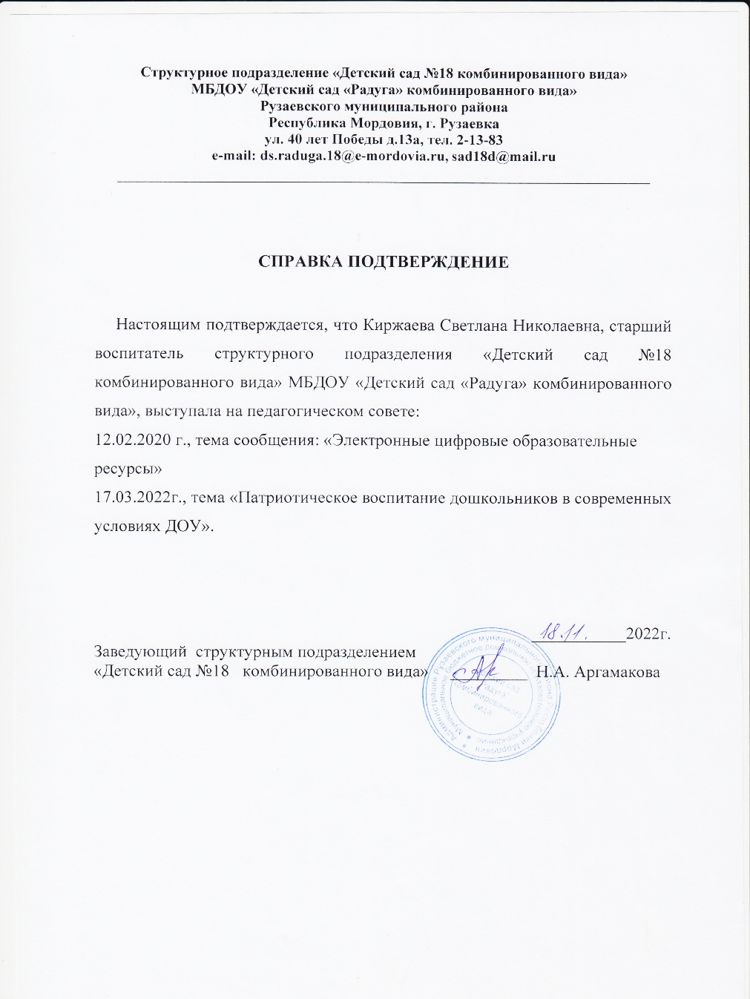 Структурное подразделение «Детский сад №18 комбинированного вида»
МБДОУ «Детский сад «Радуга» комбинированного вида»
Рузаевского муниципального района
Республика Мордовия, г. Рузаевка
ул. 40 лет Победы д.13а, тел. 2-13-83
e-mail: ds.raduga.18@e-mordovia.ru, sad18d@mail.ru
СПРАВКА ПОДТВЕРЖДЕНИЕ
Настоящим подтверждается, что Киржаева Светлана Николаевна, старший
воспитатель структурного подразделения «Детский сад №18
комбинированного вида» МБДОУ «Детский сад «Радуга» комбинированного
вида», выступала на педагогическом совете:
12.02.2020 г., тема сообщения: «Электронные цифровые образовательные
ресурсы»
17.03.2022г., тема «Патриотическое воспитание дошкольников в современных
условиях ДОУ».
18.11. 2022г.
Заведующий структурным подразделением
«Детский сад №18 комбинированного вида» Н.А. Аргамакова
Администрация Рузаевского муниципального района Республики Мордовия
Муниципальное бюджетное дошкольное образовательное учреждение
сад
комбинированного
вида